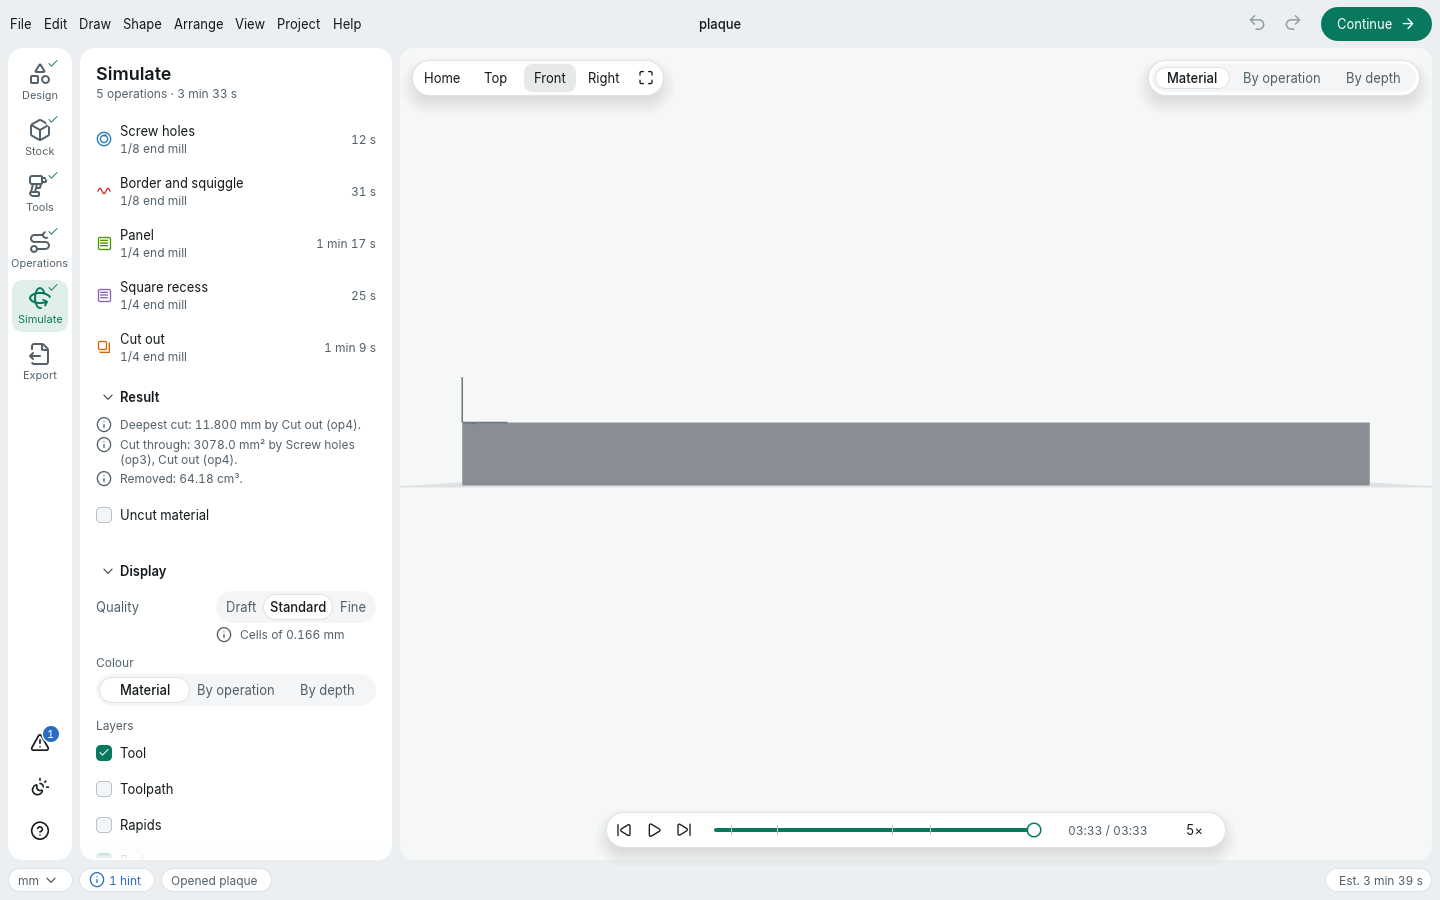 File Edit Draw Shape Arrange View Project Help
plaque
Continue
Design
Stock
Tools
Operations
Simulate
Export
1
Simulate
5 operations · 3 min 33 s
Screw holes
1/8 end mill
12 s
Border and squiggle
1/8 end mill
31 s
Panel
1/4 end mill
1 min 17 s
Square recess
1/4 end mill
25 s
Cut out
1/4 end mill
1 min 9 s
Result
Deepest cut: 11.800 mm by Cut out (op4).
Cut through: 3078.0 mm² by Screw holes
(op3), Cut out (op4).
Removed: 64.18 cm³.
Uncut material
Display
Quality
Draft Standard Fine
Cells of 0.166 mm
Colour
Material By operation By depth
Layers
Tool
Toolpath
Rapids
Home Top Front Right
Material By operation By depth
03:33 / 03:33
5×
mm
1 hint
Opened plaque
Est. 3 min 39 s